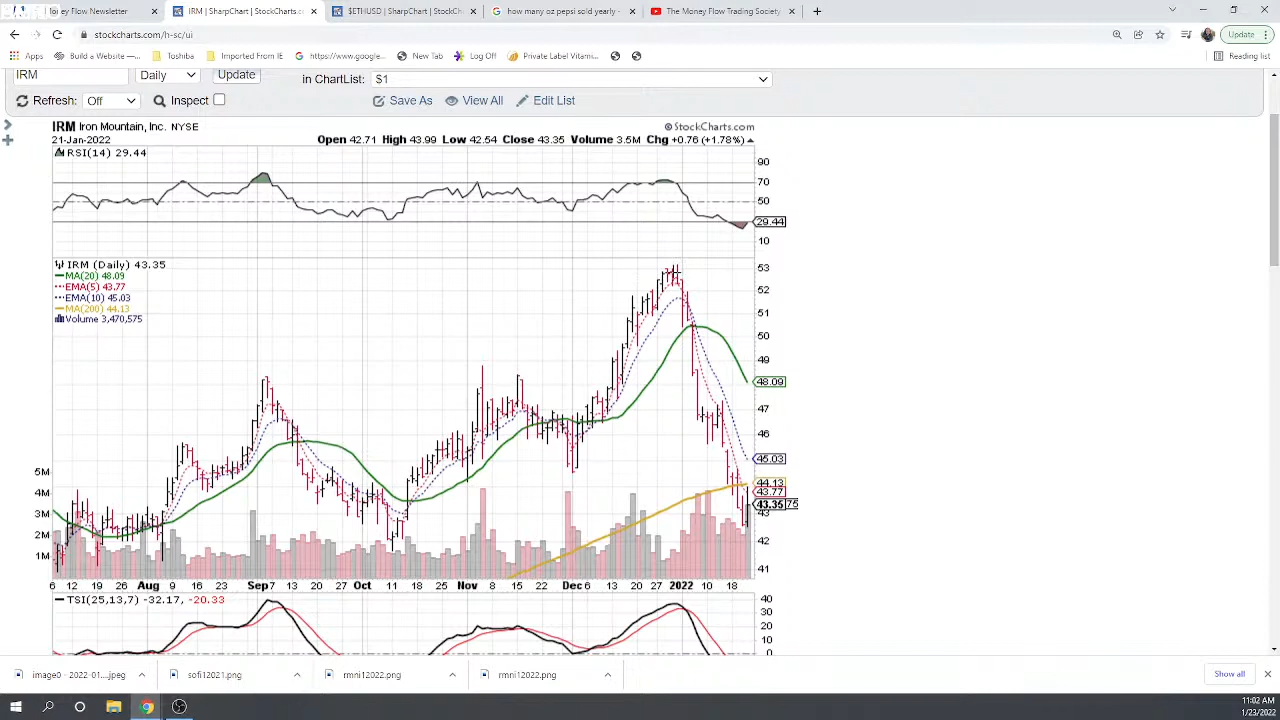 ey Flow Newsletter × IRM | SharpChart | StockCharts.com × $ETHUSD | SharpChart | StockCh × how many oz pepsi sold yearly - × The Money Flow Trading Society × +
stockcharts.com/h-sc/ui Update
Apps Build a Website —... Toshiba Imported From IE https://www.google... New Tab Log Off Private Label Vitams... Reading list
IRM Daily Update in ChartList: $1
Refresh: Off Inspect Save As View All Edit List
IRM Iron Mountain, Inc. NYSE © StockCharts.com
21-Jan-2022 Open 42.71 High 43.99 Low 42.54 Close 43.35 Volume 3.5M Chg +0.76 (+1.78%)
RSI(14) 29.44
90
70
50
29.44
10
IRM (Daily) 43.35
MA(20) 48.09
EMA(5) 43.77
EMA(10) 45.03
MA(200) 44.13
Volume 3,470,575
53
52
51
50
49
48.09
47
46
45.03
44.13
43.77
43.35
43
42
41
5M
4M
3M
2M
1M
6 12 19 26 Aug 9 16 23 Sep 7 13 20 27 Oct 11 18 25 Nov 8 15 22 Dec 6 13 20 27 2022 10 18
TSI(25,13,7) -32.17, -20.33
40
30
20
10
0
image0 - 2022-01-...jpeg sofi12021.png rmni12022.png rmni12022.png Show all
11:02 AM
1/23/2022